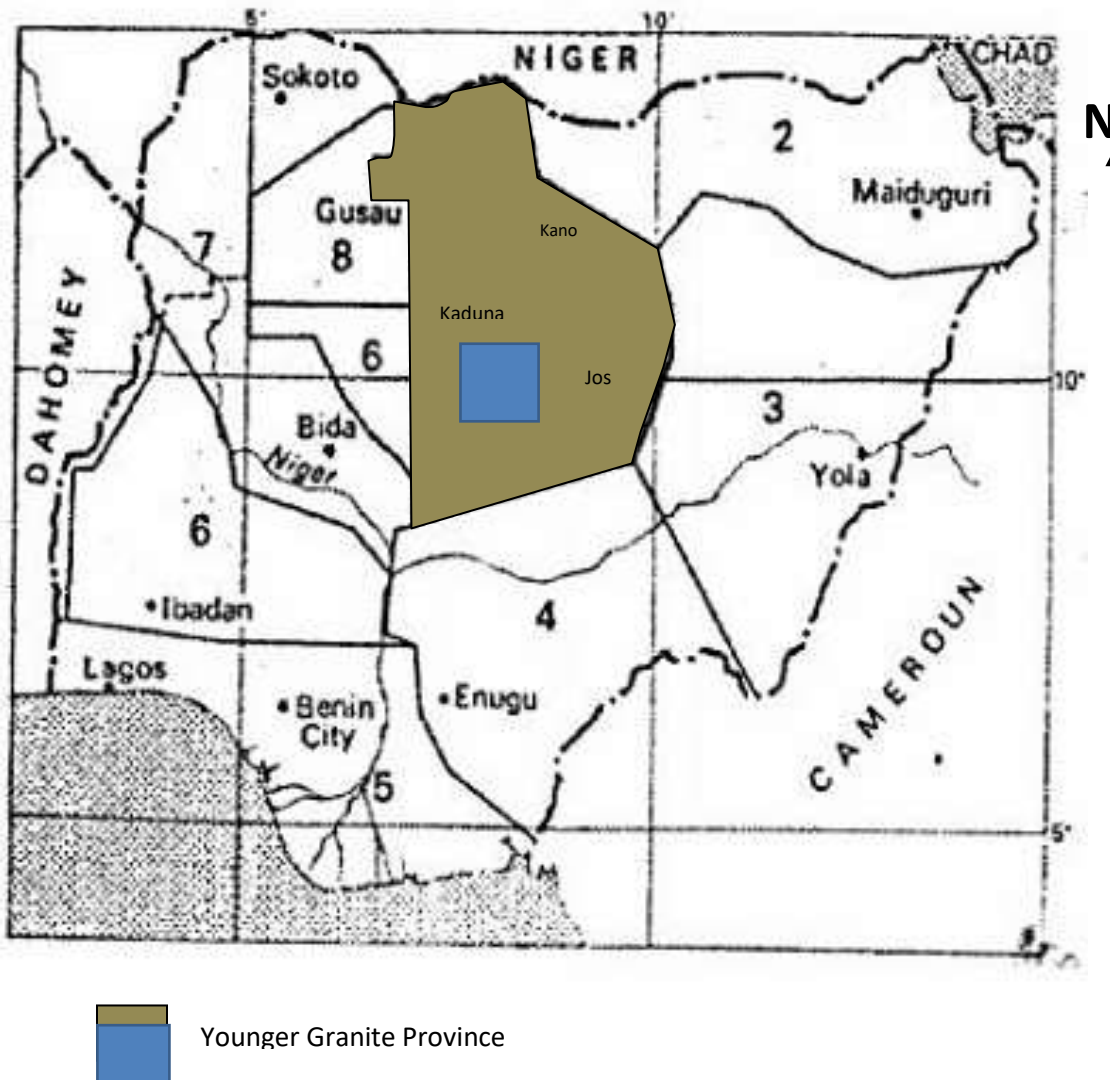 5°
10°
NIGER
CHAD
Sokoto
N
2
Maiduguri
Gusau
Kano
7
8
DAHOMEY
Kaduna
6
Jos
10°
3
Bida
Niger
Yola
6
Ibadan
4
CAMEROUN
Lagos
Benin
City
Enugu
5
5°
Younger Granite Province